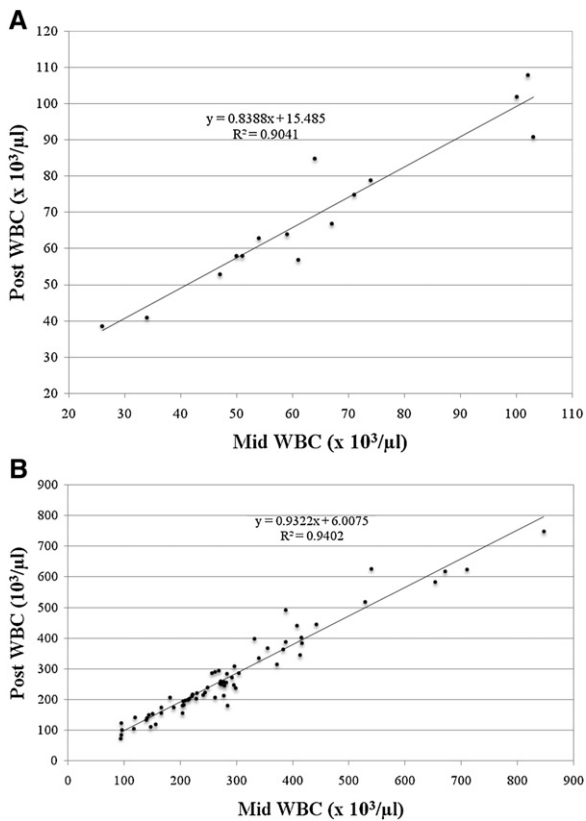 A
120
110
100
90
80
70
60
50
40
30
20
Post WBC (x 10³/µl)
y = 0.8388x + 15.485
R² = 0.9041
20 30 40 50 60 70 80 90 100 110
Mid WBC (x 10³/µl)
B
900
800
700
600
500
400
300
200
100
0
Post WBC (10³/µl)
y = 0.9322x + 6.0075
R² = 0.9402
0 100 200 300 400 500 600 700 800 900
Mid WBC (x 10³/µl)